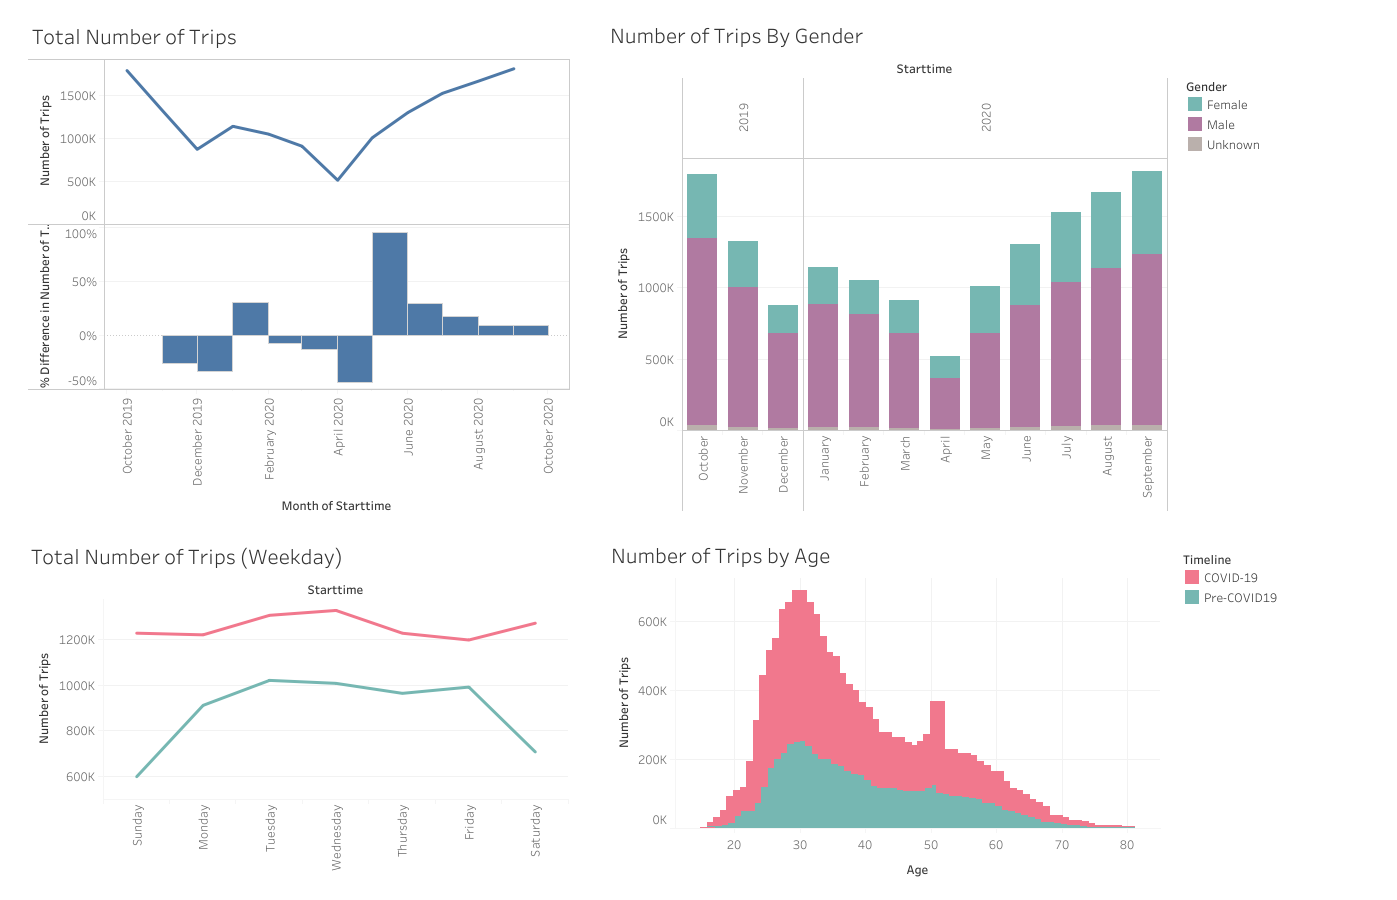 Total Number of Trips
Number of Trips
1500K
1000K
500K
0K
% Difference in Number of T..
100%
50%
0%
-50%
October 2019
December 2019
February 2020
April 2020
June 2020
August 2020
October 2020
Month of Starttime
Number of Trips By Gender
Starttime
2019
2020
Number of Trips
1500K
1000K
500K
0K
October
November
December
January
February
March
April
May
June
July
August
September
Gender
Female
Male
Unknown
Total Number of Trips (Weekday)
Starttime
Number of Trips
1200K
1000K
800K
600K
Sunday
Monday
Tuesday
Wednesday
Thursday
Friday
Saturday
Number of Trips by Age
Number of Trips
600K
400K
200K
0K
20
30
40
50
60
70
80
Age
Timeline
COVID-19
Pre-COVID19